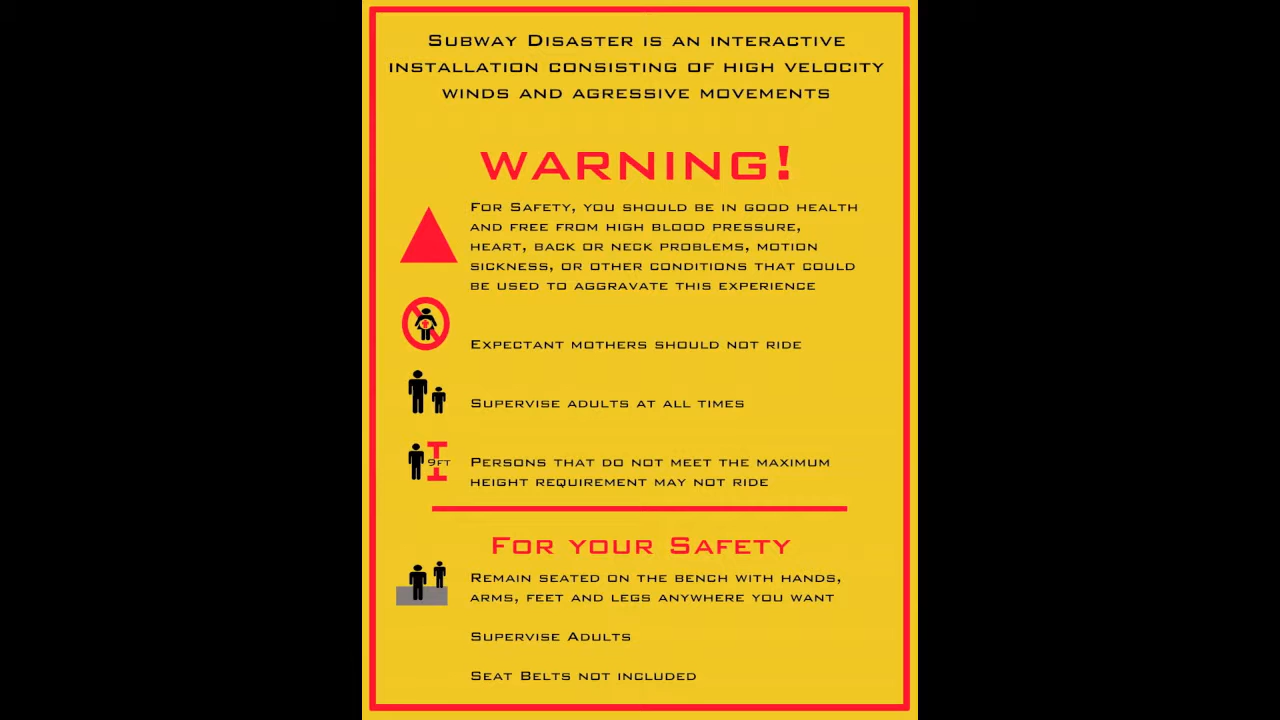 Subway Disaster is an interactive
installation consisting of high velocity
winds and agressive movements
WARNING!
For Safety, you should be in good health
and free from high blood pressure,
heart, back or neck problems, motion
sickness, or other conditions that could
be used to aggravate this experience
Expectant mothers should not ride
Supervise adults at all times
9ft
Persons that do not meet the maximum
height requirement may not ride
For your Safety
Remain seated on the bench with hands,
arms, feet and legs anywhere you want
Supervise Adults
Seat Belts not included